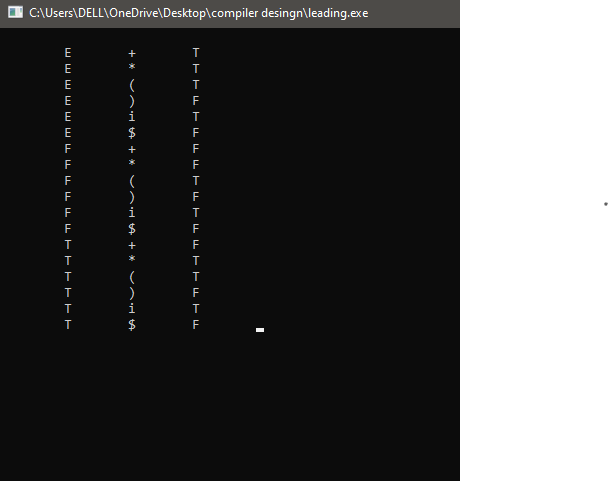 C:\Users\DELL\OneDrive\Desktop\compiler desingn\leading.exe
E + T
E * T
E ( T
E ) F
E i T
E $ F
F + F
F * F
F ( T
F ) F
F i T
F $ F
T + F
T * T
T ( T
T ) F
T i T
T $ F